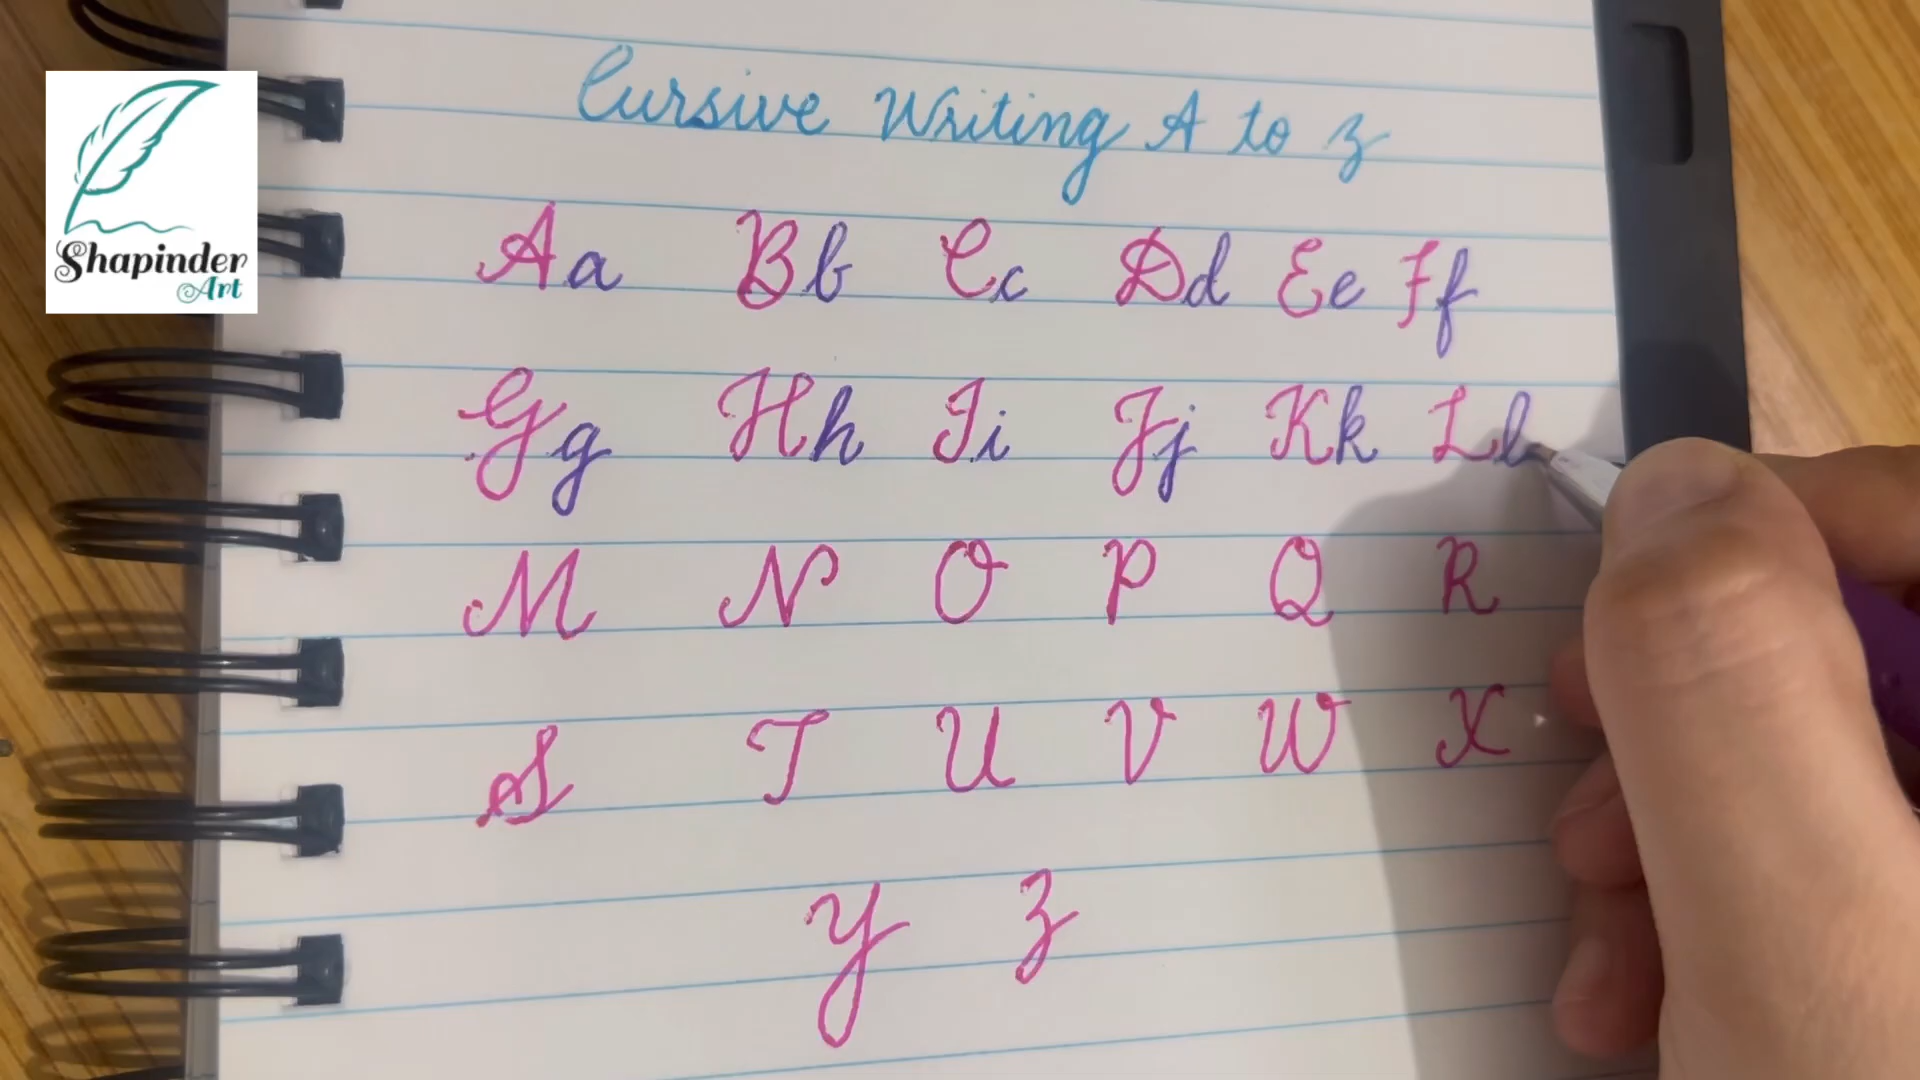 Shapinder
Art
Cursive Writing A to Z
Aa Bb Cc Dd Ee Ff
Gg Hh Ii Jj Kk Ll
M N O P Q R
S T U V W X
Y Z